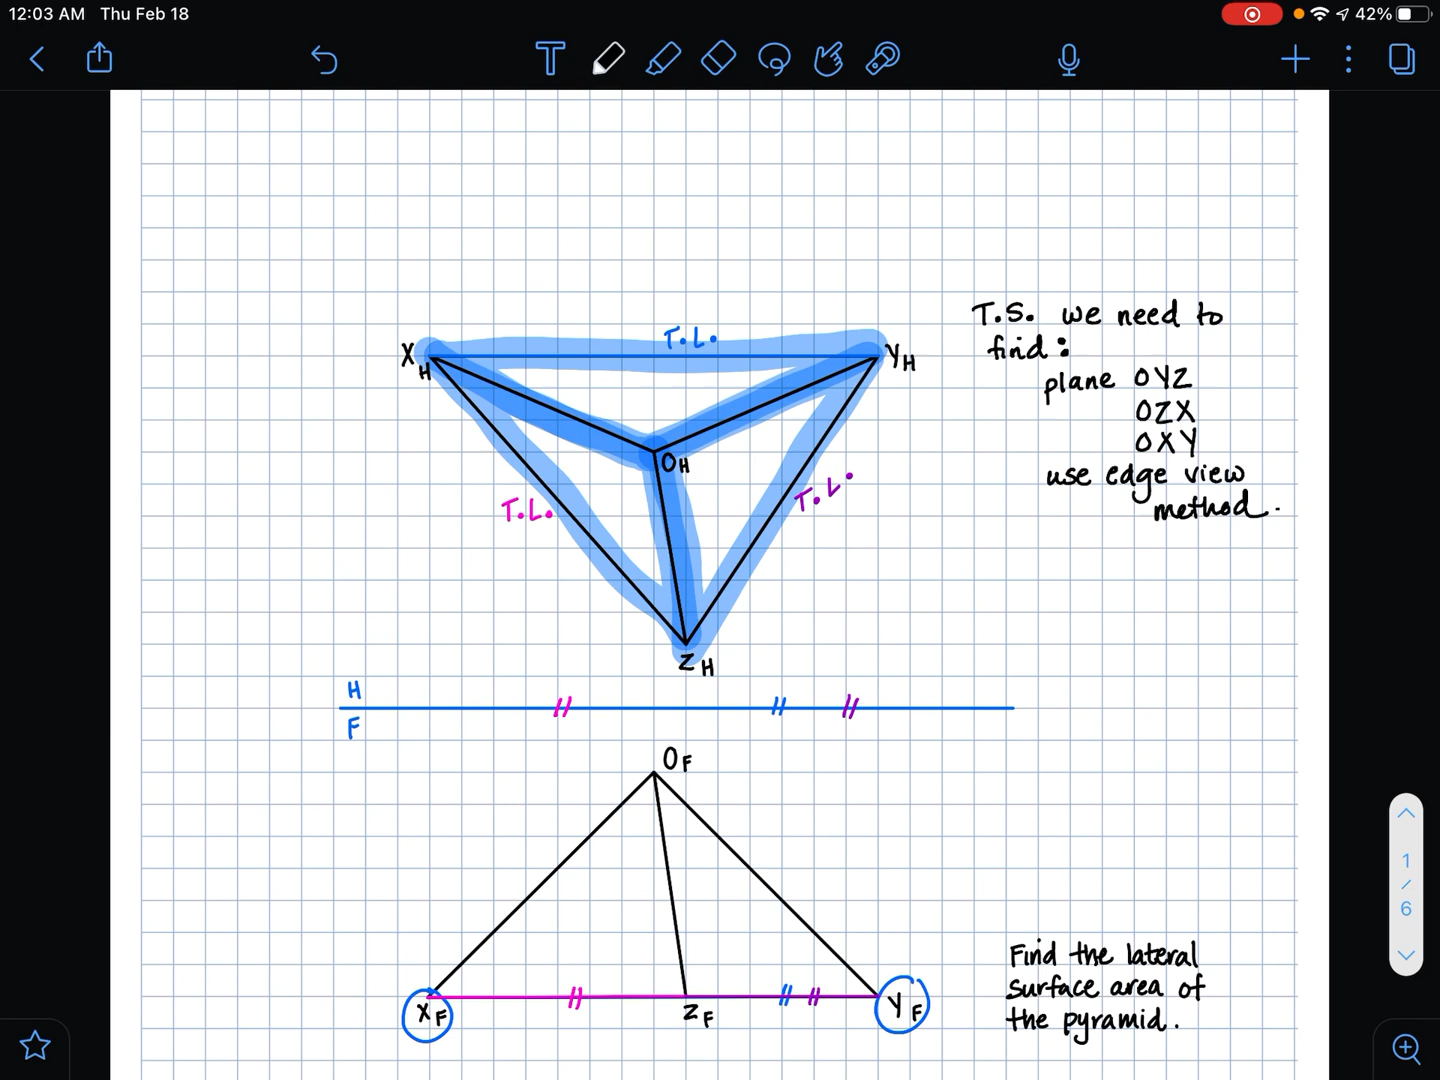 12:03 AM Thu Feb 18
42%
T.S. we need to
find:
plane OYZ
OZX
OXY
use edge view
method.
T.L.
XH
YH
OH
T.L.
T.L.
ZH
H
F
OF
XF
ZF
YF
Find the lateral
surface area of
the pyramid.
1
/
6